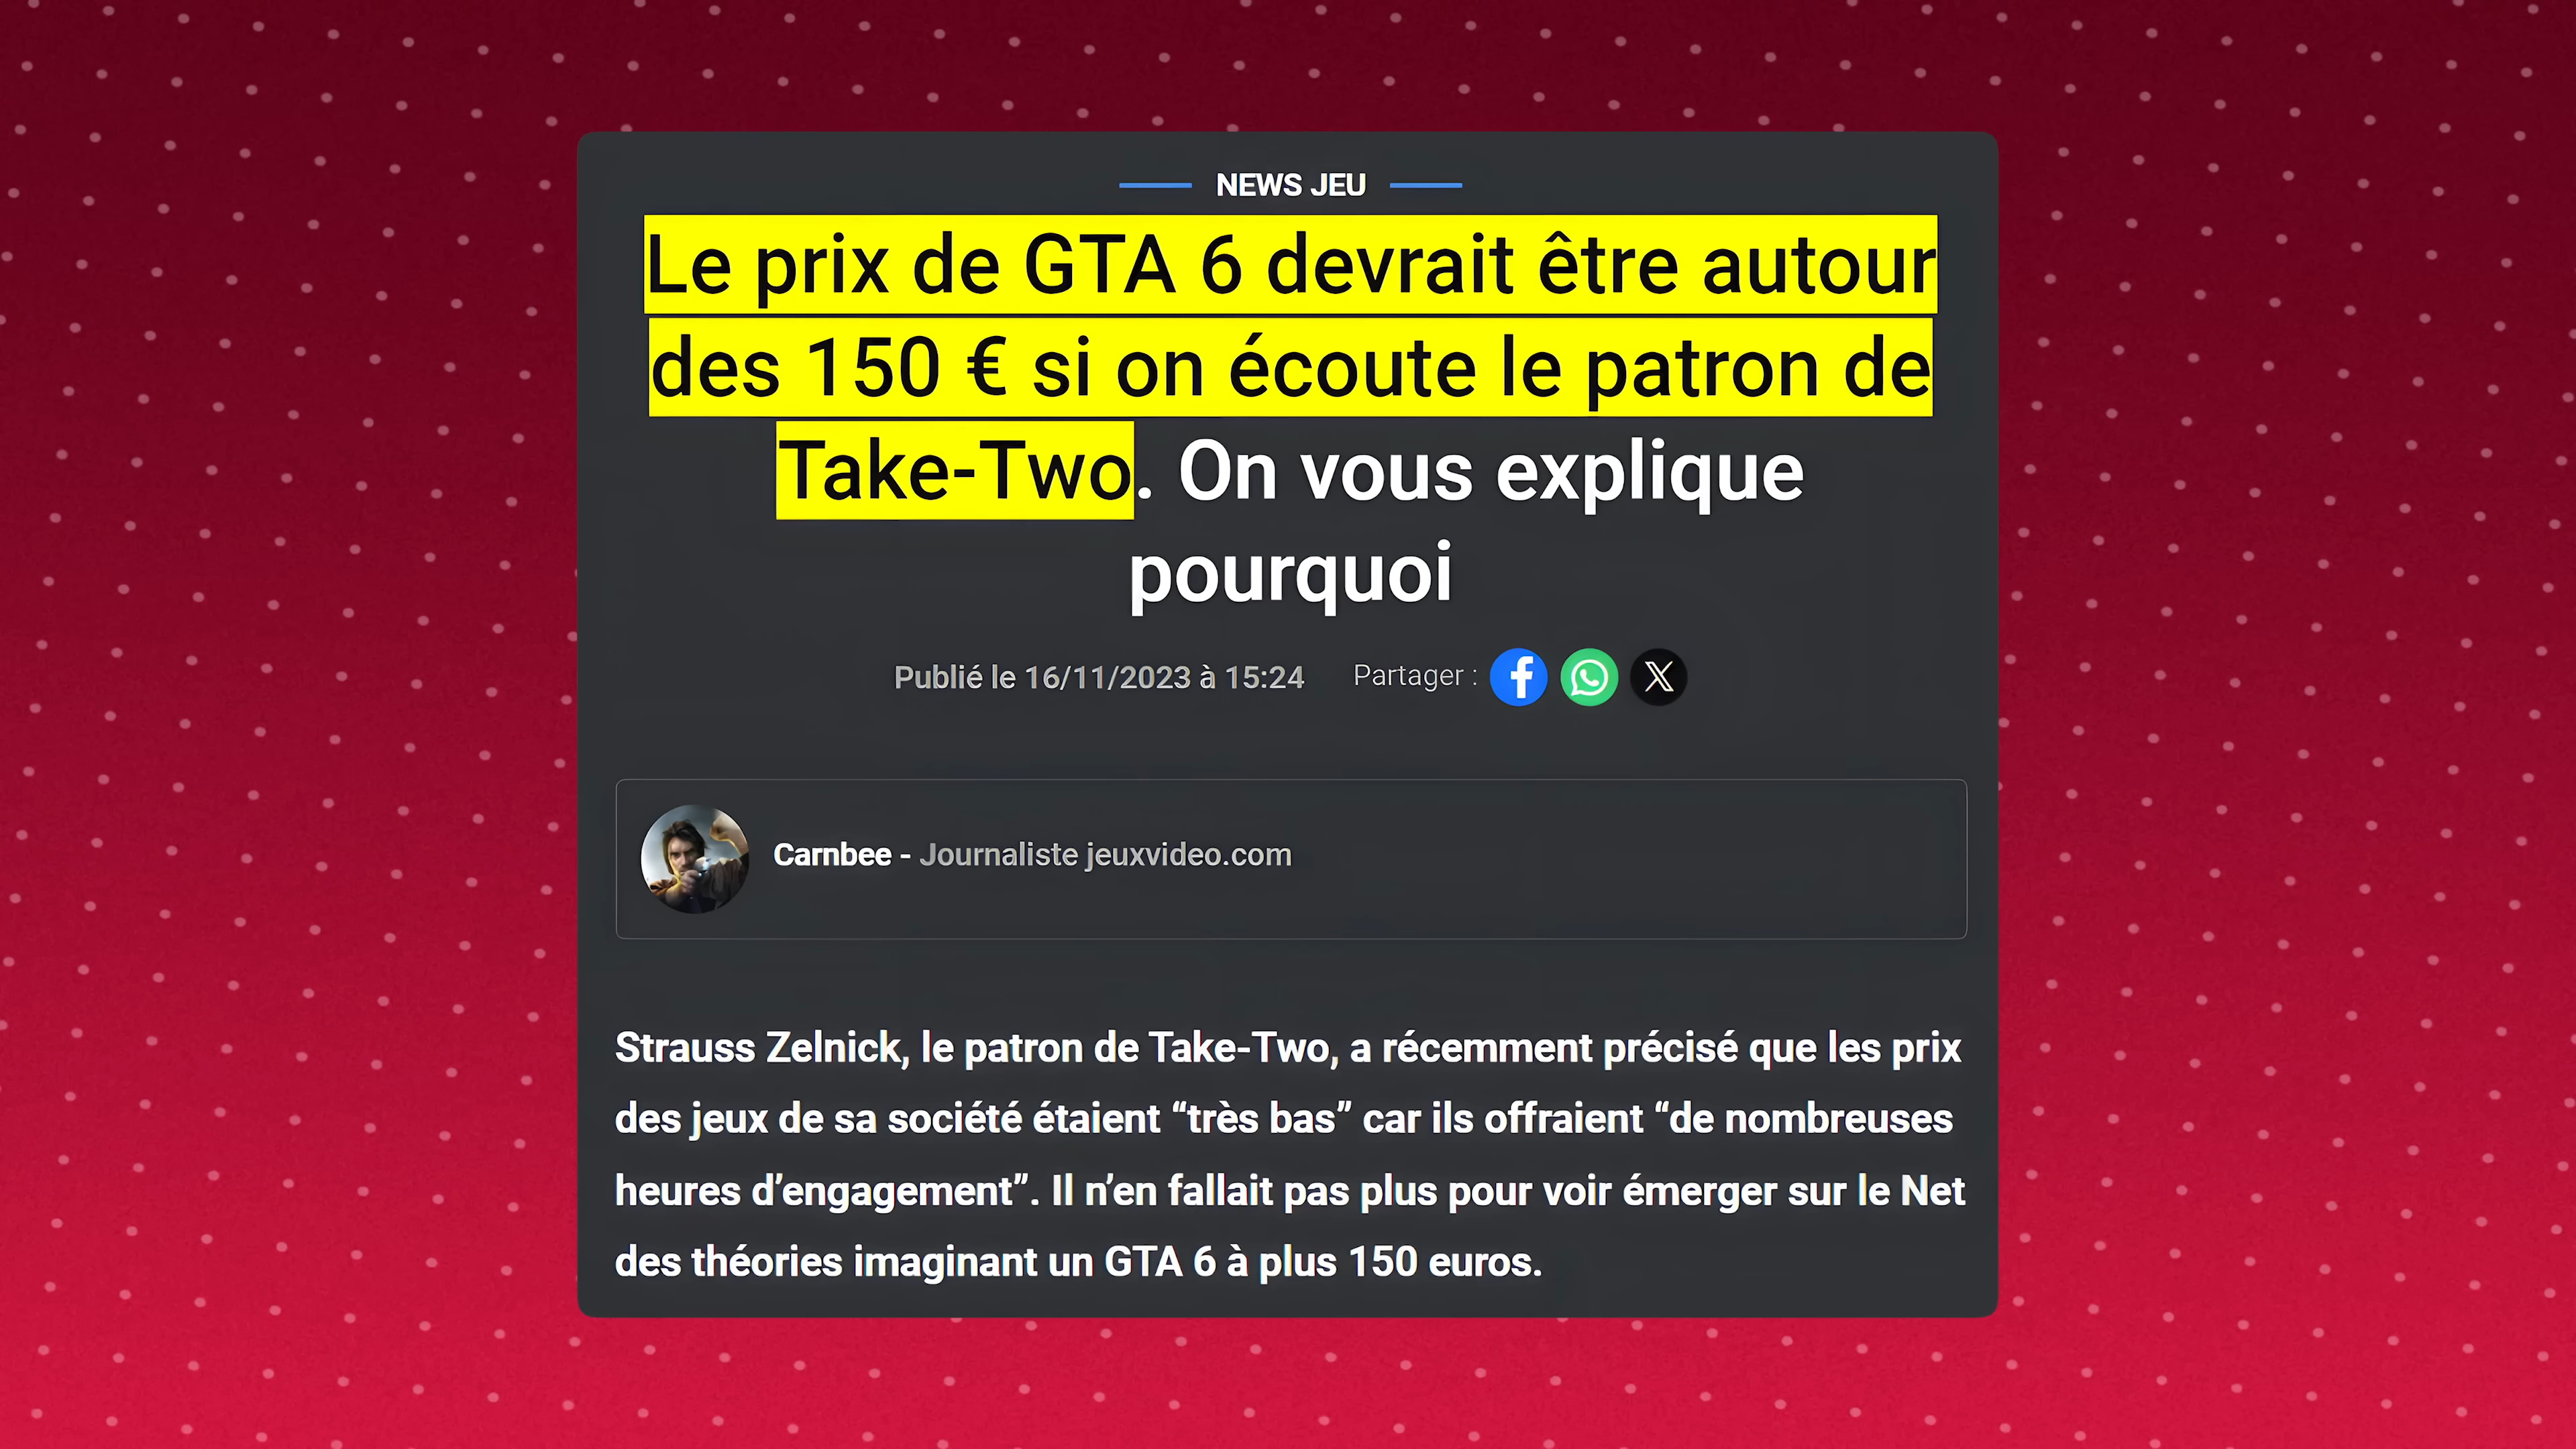 NEWS JEU
Le prix de GTA 6 devrait être autour
des 150 € si on écoute le patron de
Take-Two. On vous explique
pourquoi
Publié le 16/11/2023 à 15:24 Partager :
Carnbee - Journaliste jeuxvideo.com
Strauss Zelnick, le patron de Take-Two, a récemment précisé que les prix
des jeux de sa société étaient “très bas” car ils offraient “de nombreuses
heures d’engagement”. Il n’en fallait pas plus pour voir émerger sur le Net
des théories imaginant un GTA 6 à plus 150 euros.